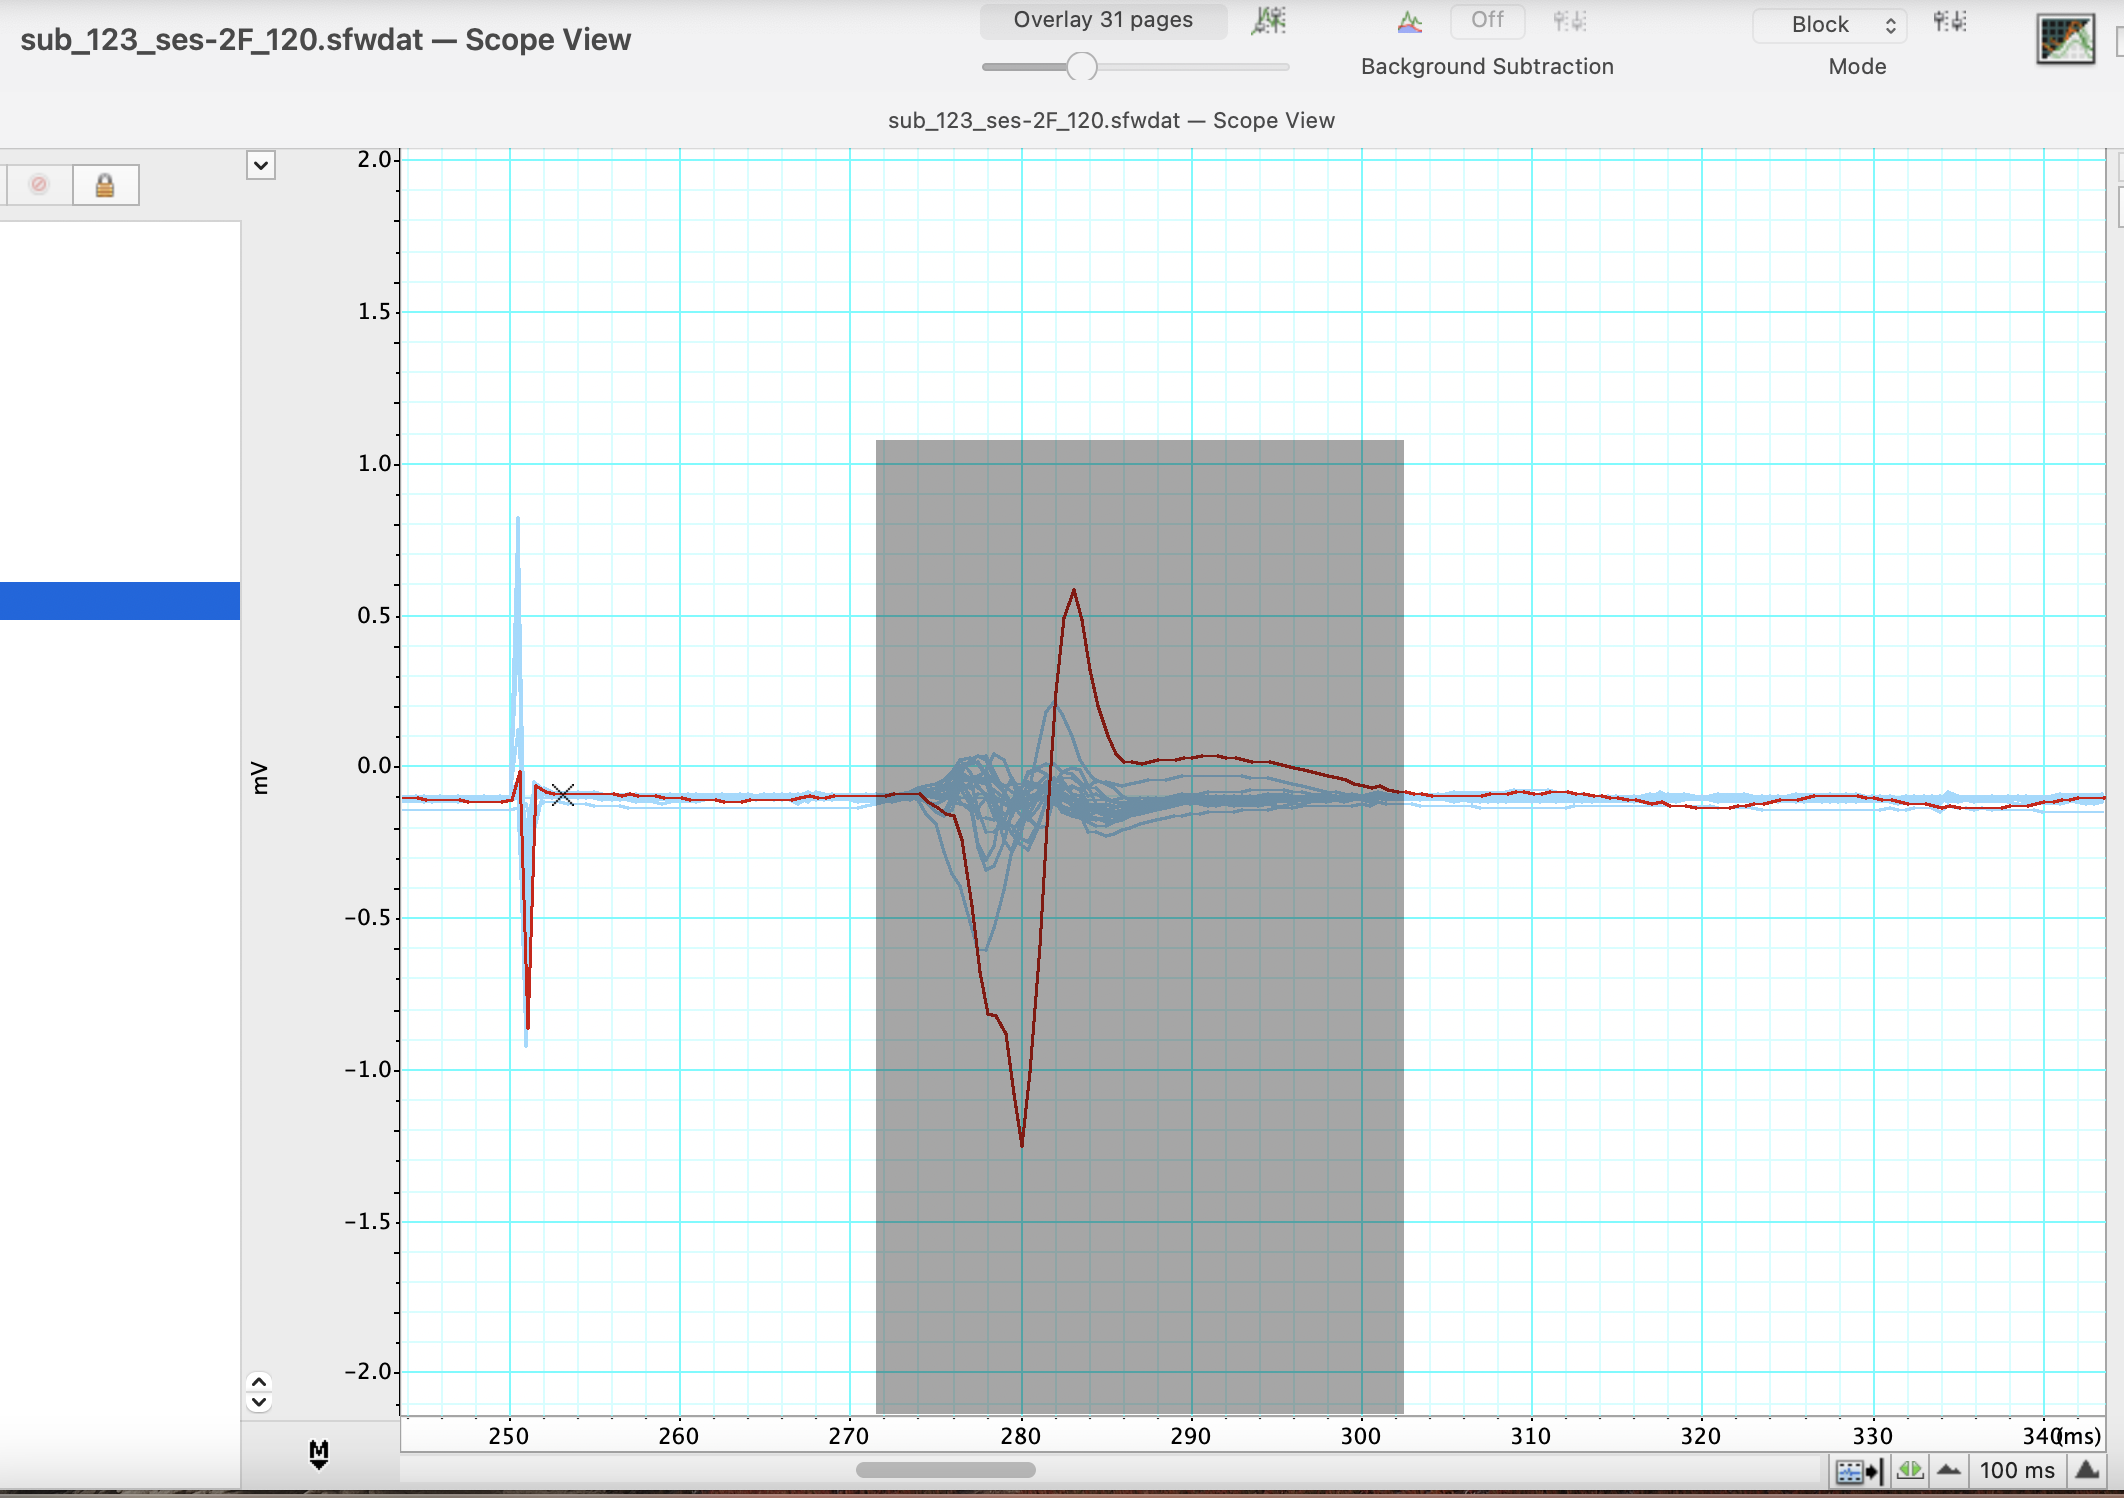 sub_123_ses-2F_120.sfwdat — Scope View
Overlay 31 pages
Off
Background Subtraction
Block
Mode
sub_123_ses-2F_120.sfwdat — Scope View
2.0
1.5
1.0
0.5
0.0
−0.5
−1.0
−1.5
−2.0
mV
M
250 260 270 280 290 300 310 320 330 340 (ms)
100 ms